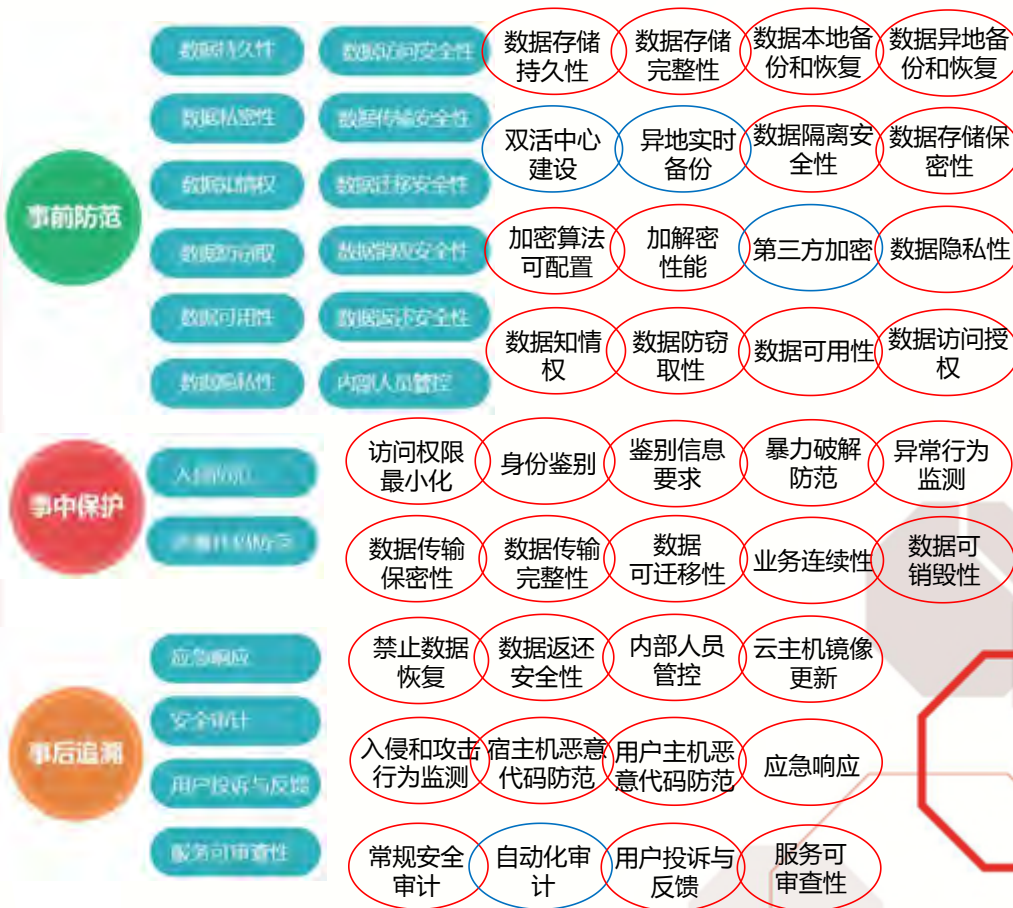 数据持久性
数据访问安全性
数据存储
持久性
数据存储
完整性
数据本地备
份和恢复
数据异地备
份和恢复
数据私密性
数据传输安全性
双活中心
建设
异地实时
备份
数据隔离安
全性
数据存储保
密性
事前防范
数据知情权
数据迁移安全性
数据防窃取
数据销毁安全性
加密算法
可配置
加解密
性能
第三方加密
数据隐私性
数据可用性
数据返还安全性
数据知情
权
数据防窃
取性
数据可用性
数据访问授
权
数据隐私性
内部人员管控
事中保护
入侵防范
恶意代码防范
访问权限
最小化
身份鉴别
鉴别信息
要求
暴力破解
防范
异常行为
监测
数据传输
保密性
数据传输
完整性
数据
可迁移性
业务连续性
数据可
销毁性
事后追溯
应急响应
安全审计
用户投诉与反馈
服务可审查性
禁止数据
恢复
数据返还
安全性
内部人员
管控
云主机镜像
更新
入侵和攻击
行为监测
宿主机恶意
代码防范
用户主机恶
意代码防范
应急响应
常规安全
审计
自动化审
计
用户投诉与
反馈
服务可
审查性